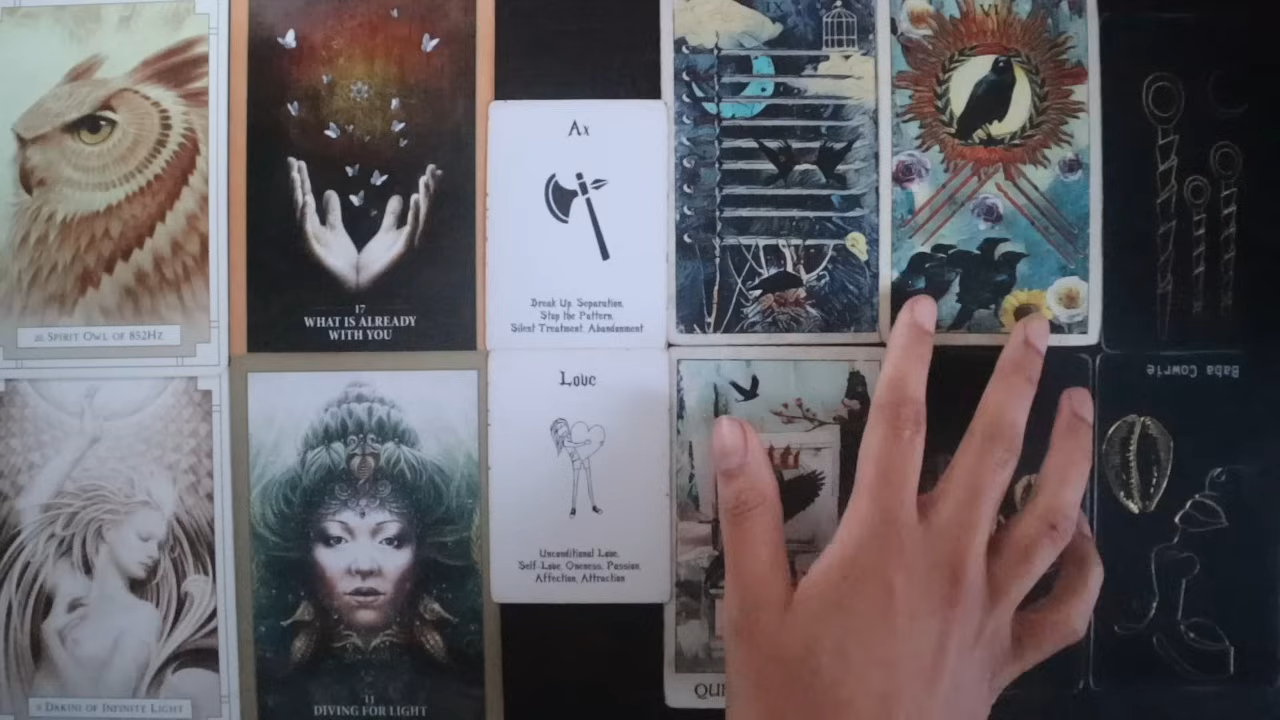 IX
VI
Ax
Break Up, Separation,
Stop the Pattern,
Silent Treatment, Abandonment
17
WHAT IS ALREADY
WITH YOU
SPIRIT OWL OF 852HZ
Love
Unconditional Love,
Self-Love, Oneness, Passion,
Affection, Attraction
Baba Cowrie
DAKINI OF INFINITE LIGHT
11
DIVING FOR LIGHT
QUE